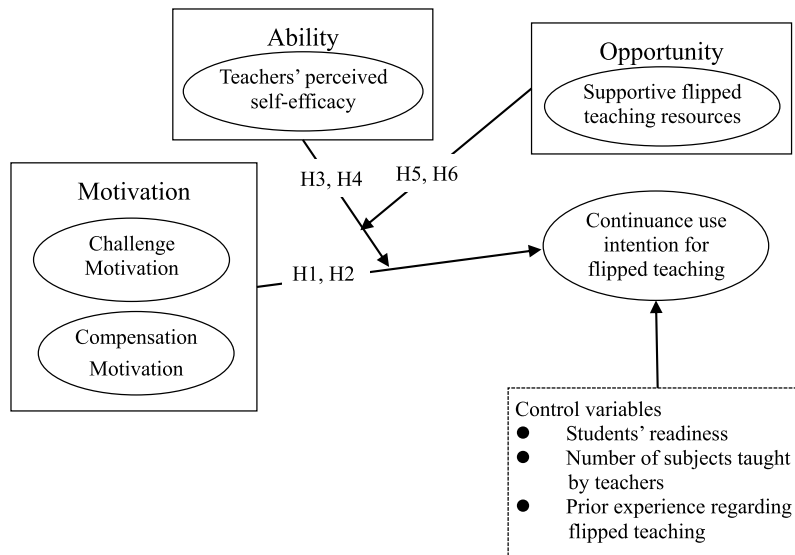 Ability
Teachers’ perceived
self-efficacy
Opportunity
Supportive flipped
teaching resources
H3, H4
H5, H6
Motivation
Challenge
Motivation
Compensation
Motivation
H1, H2
Continuance use
intention for
flipped teaching
Control variables
● Students’ readiness
● Number of subjects taught
by teachers
● Prior experience regarding
flipped teaching